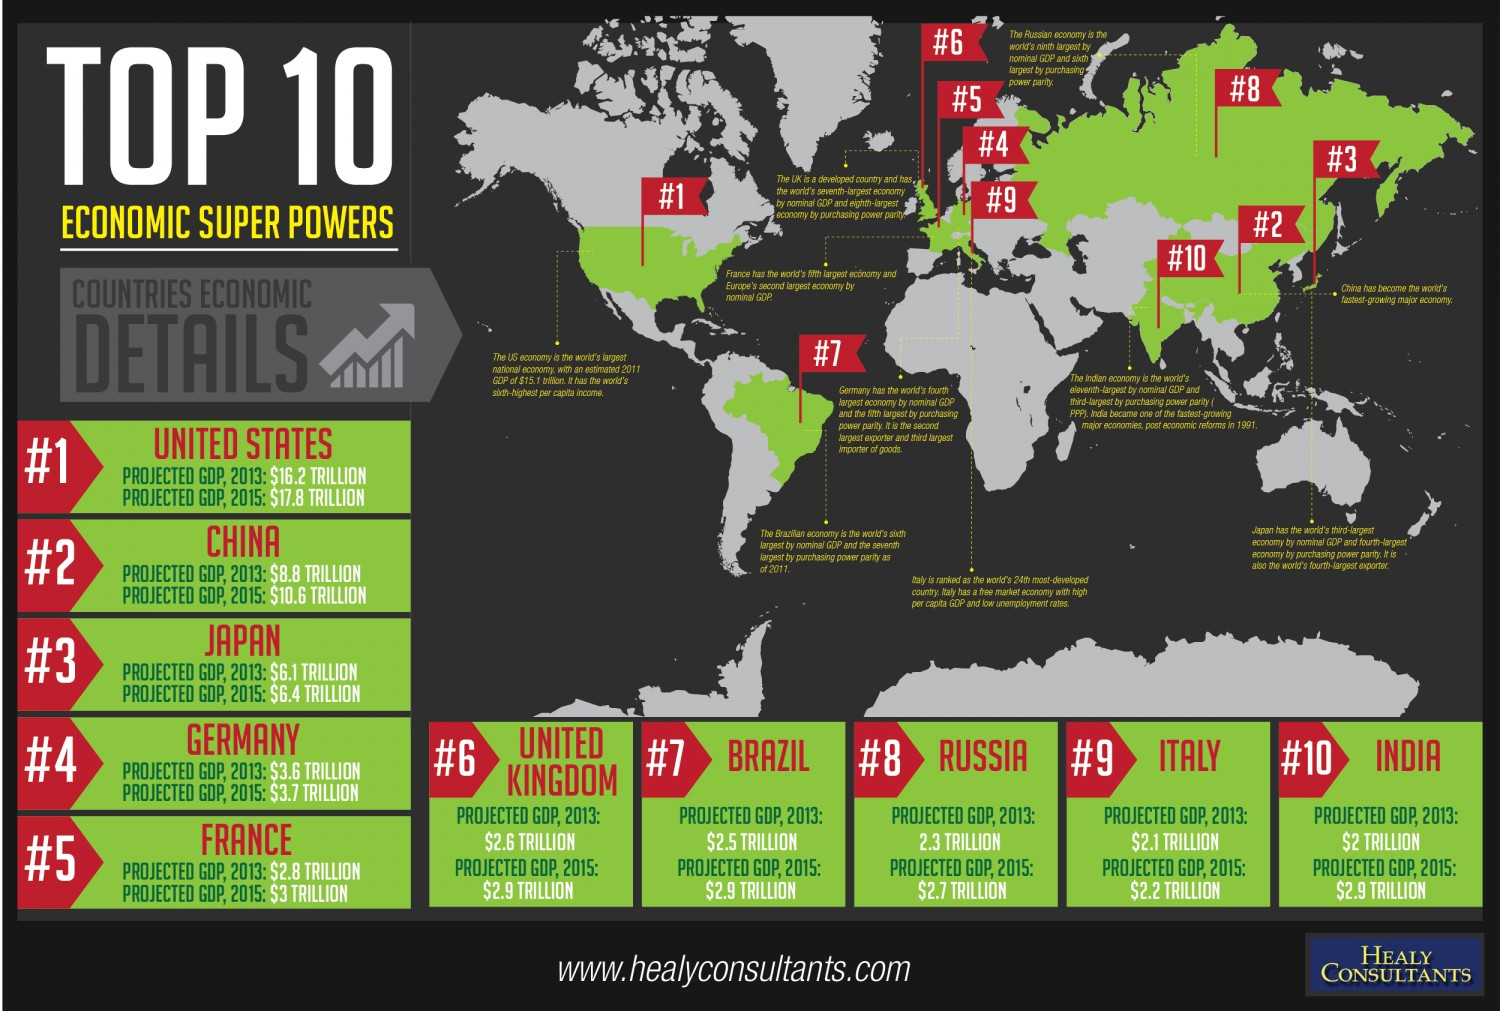 TOP 10
ECONOMIC SUPER POWERS
COUNTRIES ECONOMIC
DETAILS
#1
UNITED STATES
PROJECTED GDP, 2013: $16.2 TRILLION
PROJECTED GDP, 2015: $17.8 TRILLION
#2
CHINA
PROJECTED GDP, 2013: $8.8 TRILLION
PROJECTED GDP, 2015: $10.6 TRILLION
#3
JAPAN
PROJECTED GDP, 2013: $6.1 TRILLION
PROJECTED GDP, 2015: $6.4 TRILLION
#4
GERMANY
PROJECTED GDP, 2013: $3.6 TRILLION
PROJECTED GDP, 2015: $3.7 TRILLION
#5
FRANCE
PROJECTED GDP, 2013: $2.8 TRILLION
PROJECTED GDP, 2015: $3 TRILLION
#6
#5
#4
#9
#8
#3
#2
#10
#1
#7
The Russian economy is the
world's ninth largest by
nominal GDP and sixth
largest by purchasing
power parity.
The UK is a developed country and has
the world's seventh-largest economy
by nominal GDP and eighth-largest
economy by purchasing power parity.
France has the world's fifth largest economy and
Europe's second largest economy by
nominal GDP.
China has become the world's
fastest-growing major economy.
The US economy is the world's largest
national economy, with an estimated 2011
GDP of $15.1 trillion. It has the world's
sixth-highest per capita income.
Germany has the world's fourth
largest economy by nominal GDP
and the fifth largest by purchasing
power parity. It is the second
largest exporter and third largest
importer of goods.
The Indian economy is the world's
eleventh-largest by nominal GDP and
third-largest by purchasing power parity (
PPP). India became one of the fastest-growing
major economies, post economic reforms in 1991.
The Brazilian economy is the world's sixth
largest by nominal GDP and the seventh
largest by purchasing power parity as
of 2011.
Italy is ranked as the world's 24th most-developed
country. Italy has a free market economy with high
per capita GDP and low unemployment rates.
Japan has the world's third-largest
economy by nominal GDP and fourth-largest
economy by purchasing power parity. It is
also the world's fourth-largest exporter.
#6
UNITED
KINGDOM
PROJECTED GDP, 2013:
$2.6 TRILLION
PROJECTED GDP, 2015:
$2.9 TRILLION
#7
BRAZIL
PROJECTED GDP, 2013:
$2.5 TRILLION
PROJECTED GDP, 2015:
$2.9 TRILLION
#8
RUSSIA
PROJECTED GDP, 2013:
2.3 TRILLION
PROJECTED GDP, 2015:
$2.7 TRILLION
#9
ITALY
PROJECTED GDP, 2013:
$2.1 TRILLION
PROJECTED GDP, 2015:
$2.2 TRILLION
#10
INDIA
PROJECTED GDP, 2013:
$2 TRILLION
PROJECTED GDP, 2015:
$2.9 TRILLION
www.healyconsultants.com
HEALY
CONSULTANTS